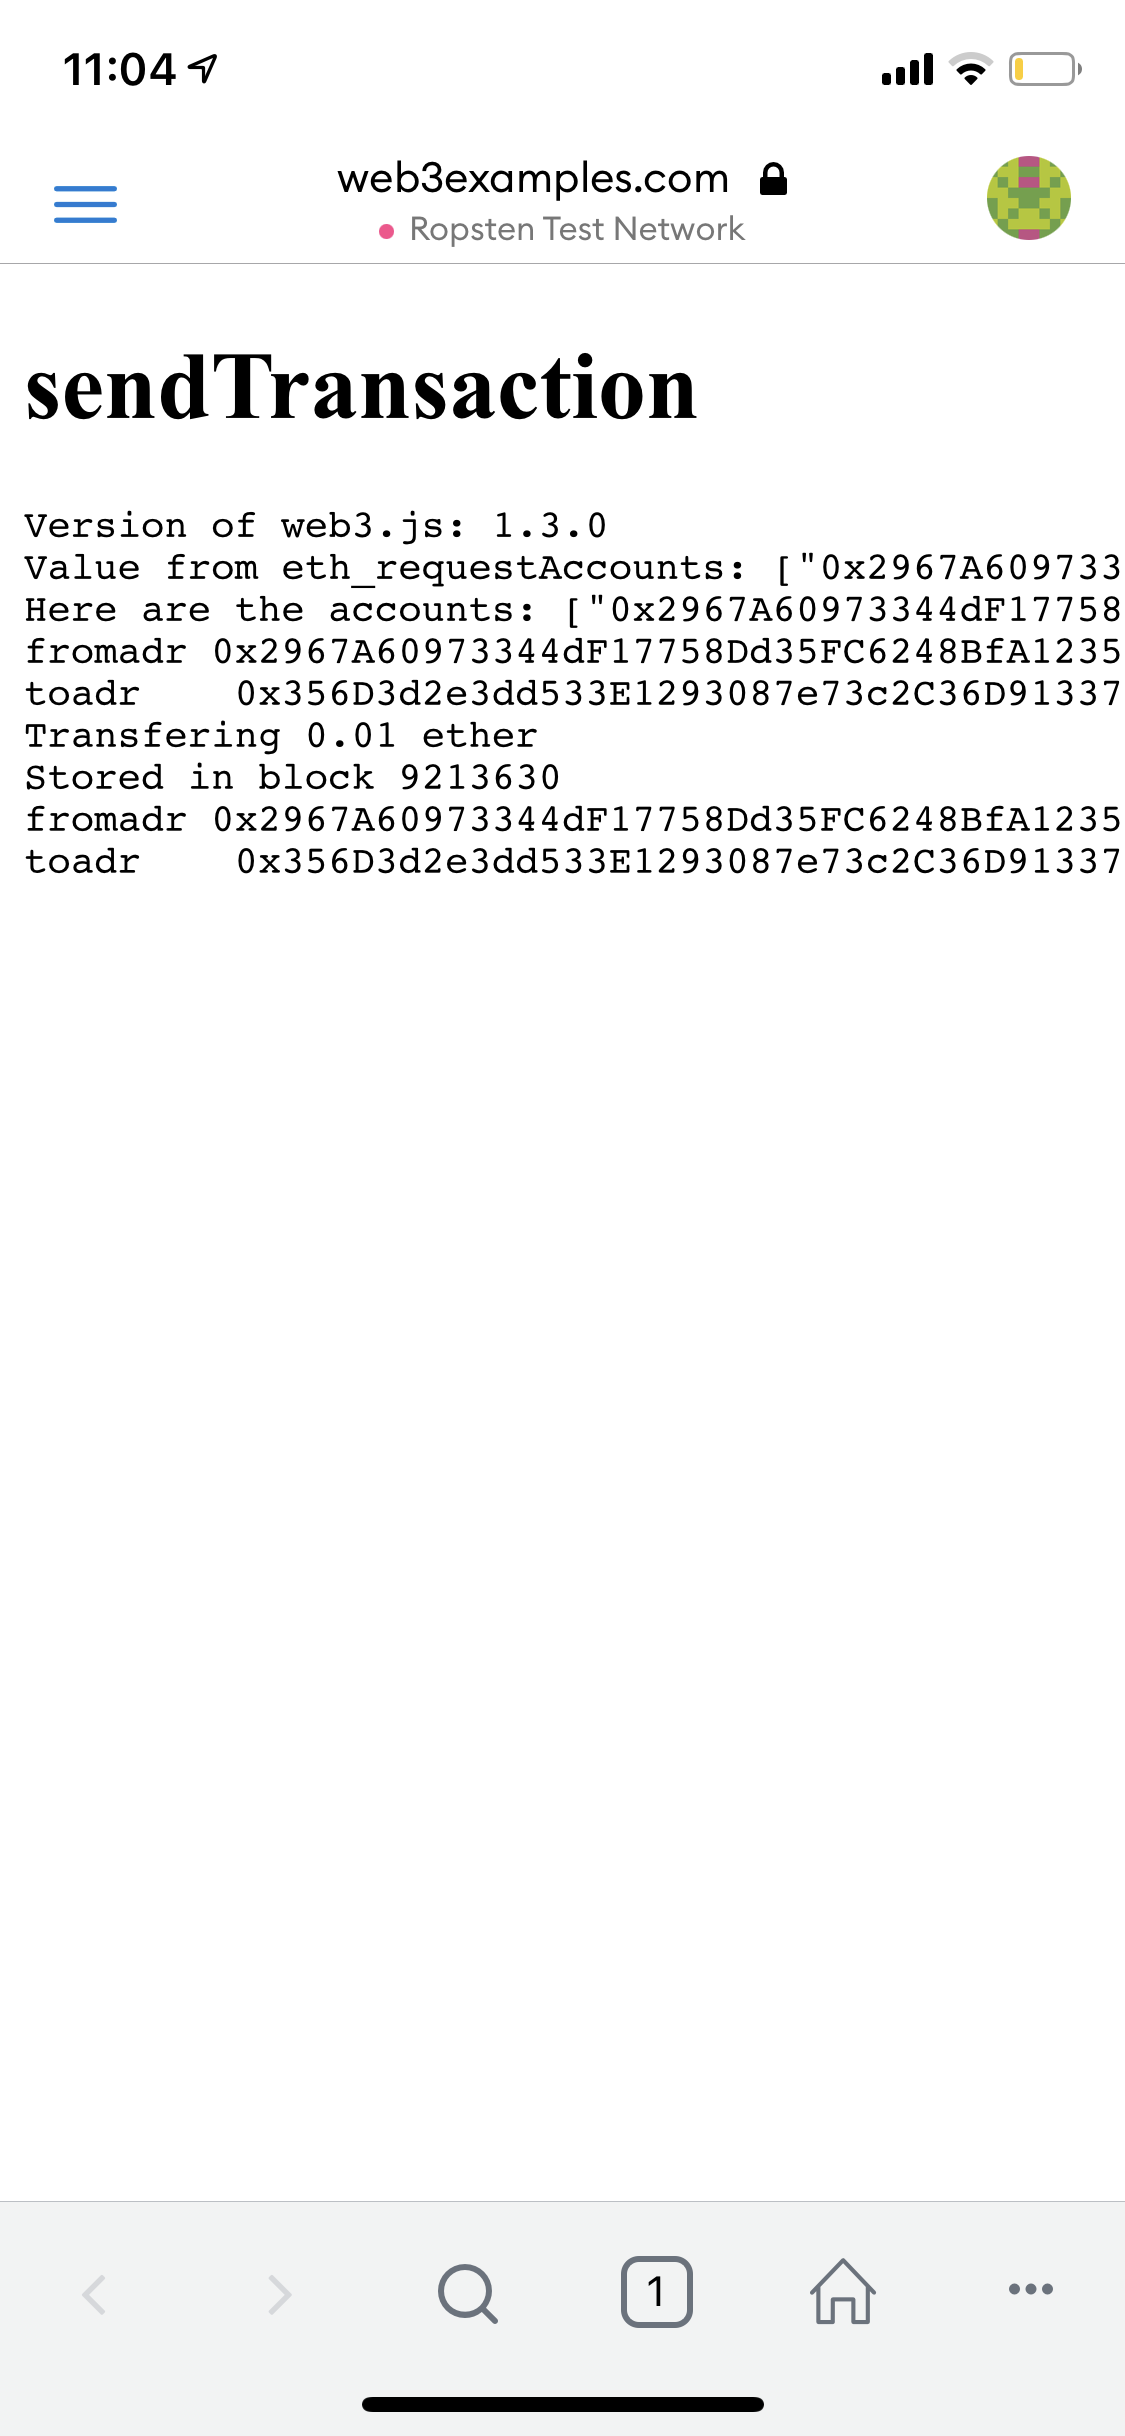 11:04
web3examples.com
Ropsten Test Network
sendTransaction
Version of web3.js: 1.3.0
Value from eth_requestAccounts: ["0x2967A609733
Here are the accounts: ["0x2967A60973344dF17758
fromadr 0x2967A60973344dF17758Dd35FC6248BfA1235
toadr    0x356D3d2e3dd533E1293087e73c2C36D91337
Transfering 0.01 ether
Stored in block 9213630
fromadr 0x2967A60973344dF17758Dd35FC6248BfA1235
toadr    0x356D3d2e3dd533E1293087e73c2C36D91337
1